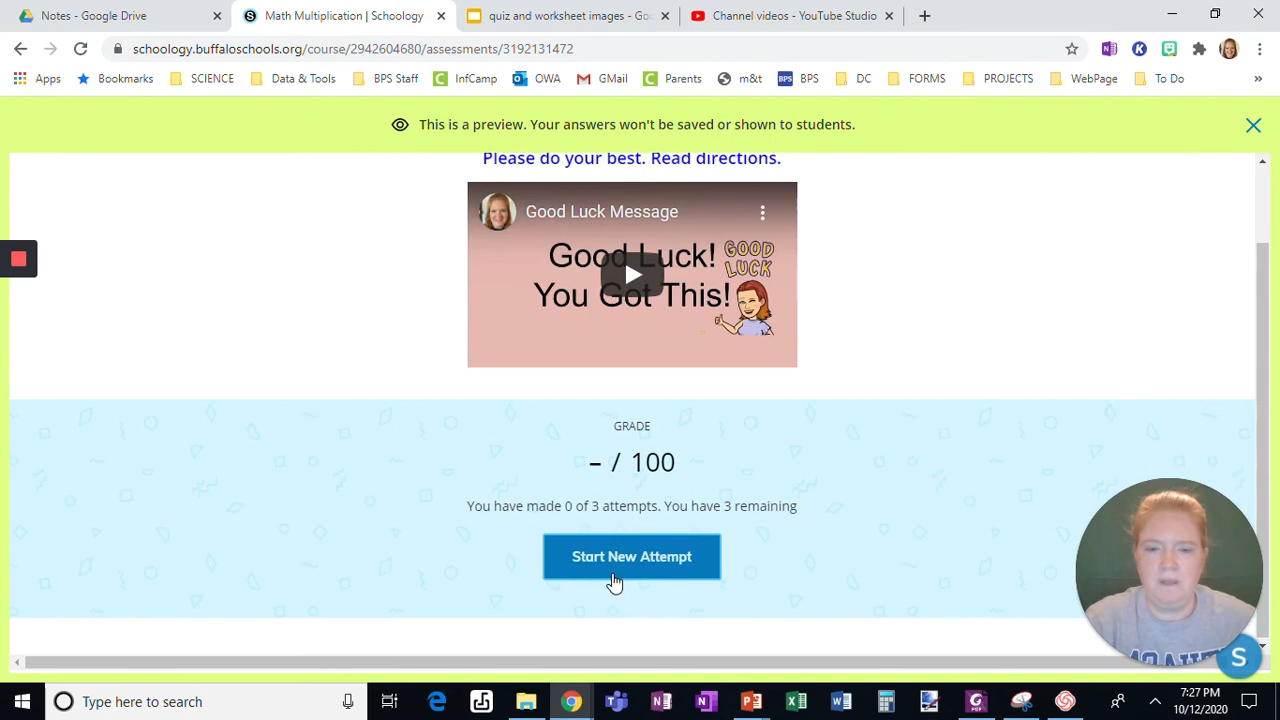 Notes - Google Drive
Math Multiplication | Schoology
quiz and worksheet images - Goo
Channel videos - YouTube Studio
schoology.buffaloschools.org/course/2942604680/assessments/3192131472
Apps Bookmarks SCIENCE Data & Tools BPS Staff InfCamp OWA GMail Parents m&t BPS DC FORMS PROJECTS WebPage To Do »
This is a preview. Your answers won't be saved or shown to students.
Please do your best. Read directions.
Good Luck Message
Good Luck!
You Got This!
GOOD
LUCK
GRADE
– / 100
You have made 0 of 3 attempts. You have 3 remaining
Start New Attempt
S
Type here to search
7:27 PM
10/12/2020